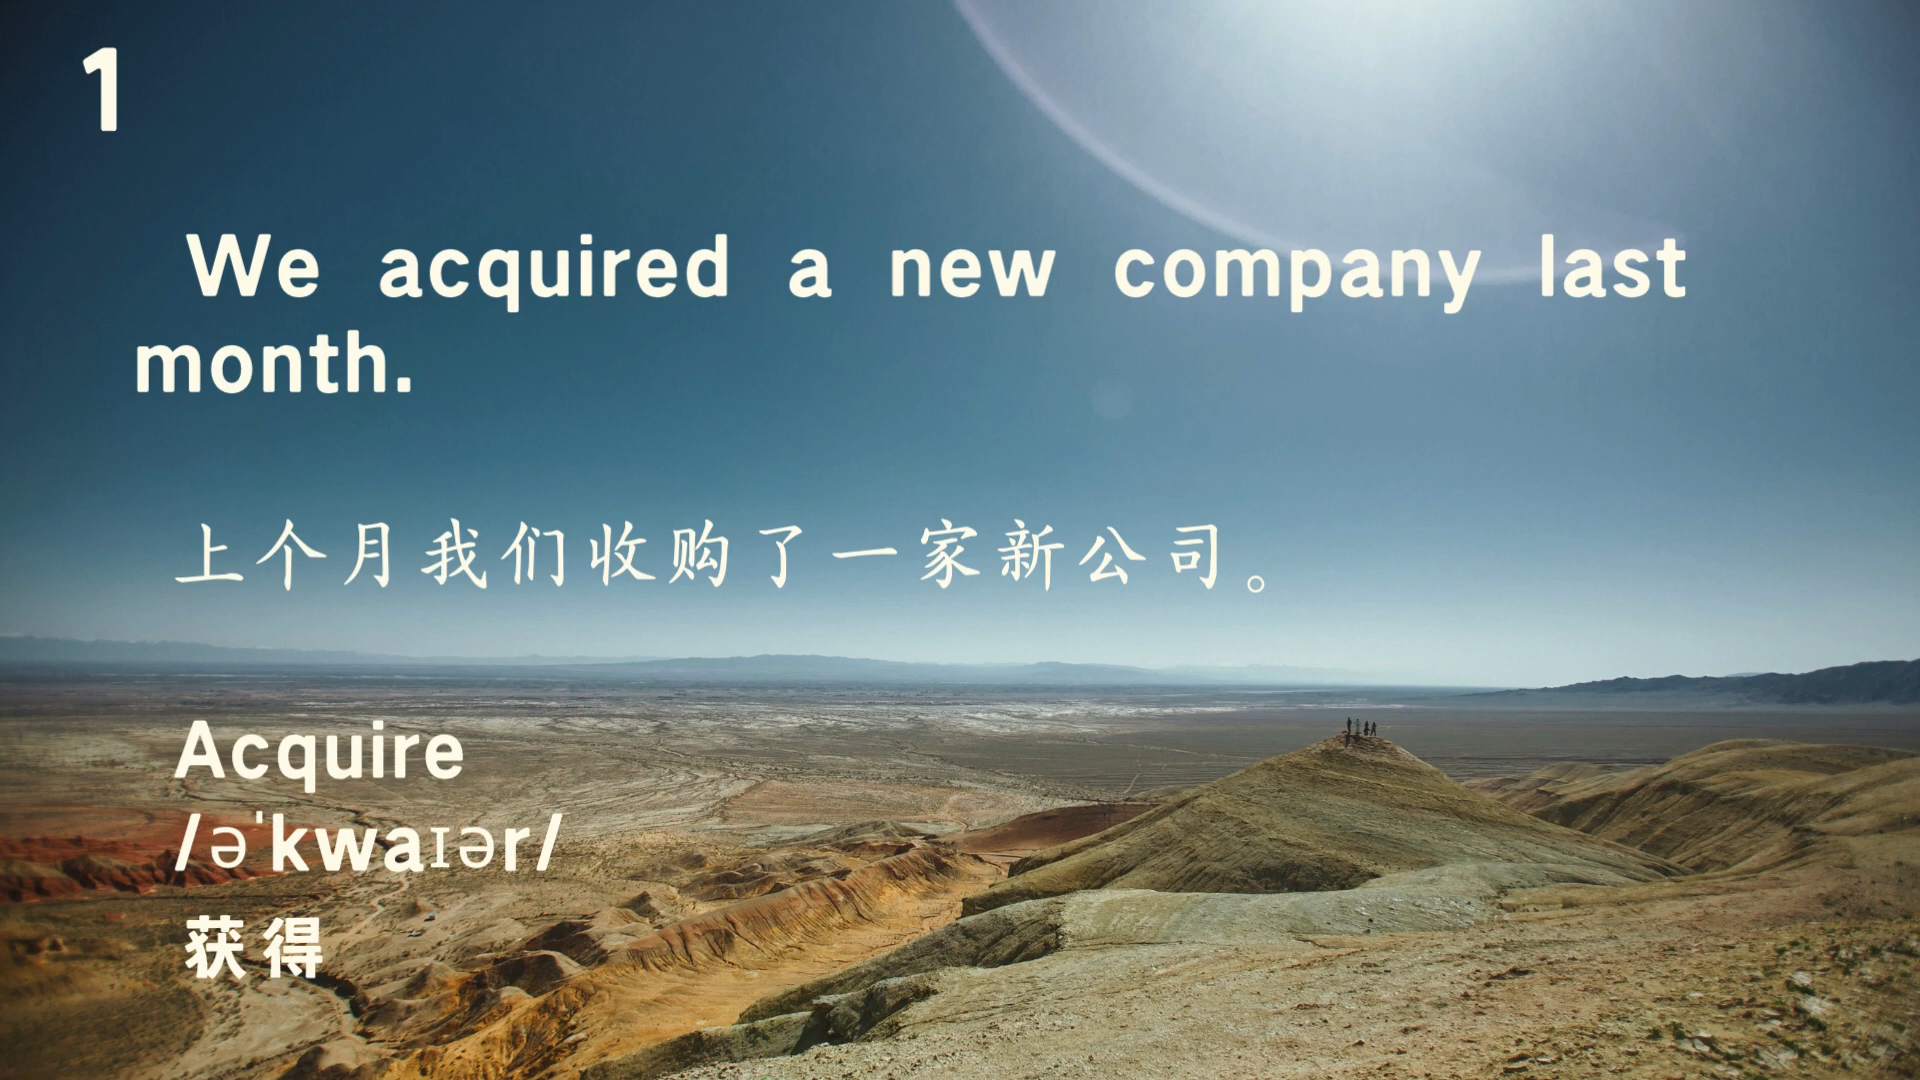 1
We acquired a new company last
month.
上个月我们收购了一家新公司。
Acquire
/əˈkwaɪər/
获得